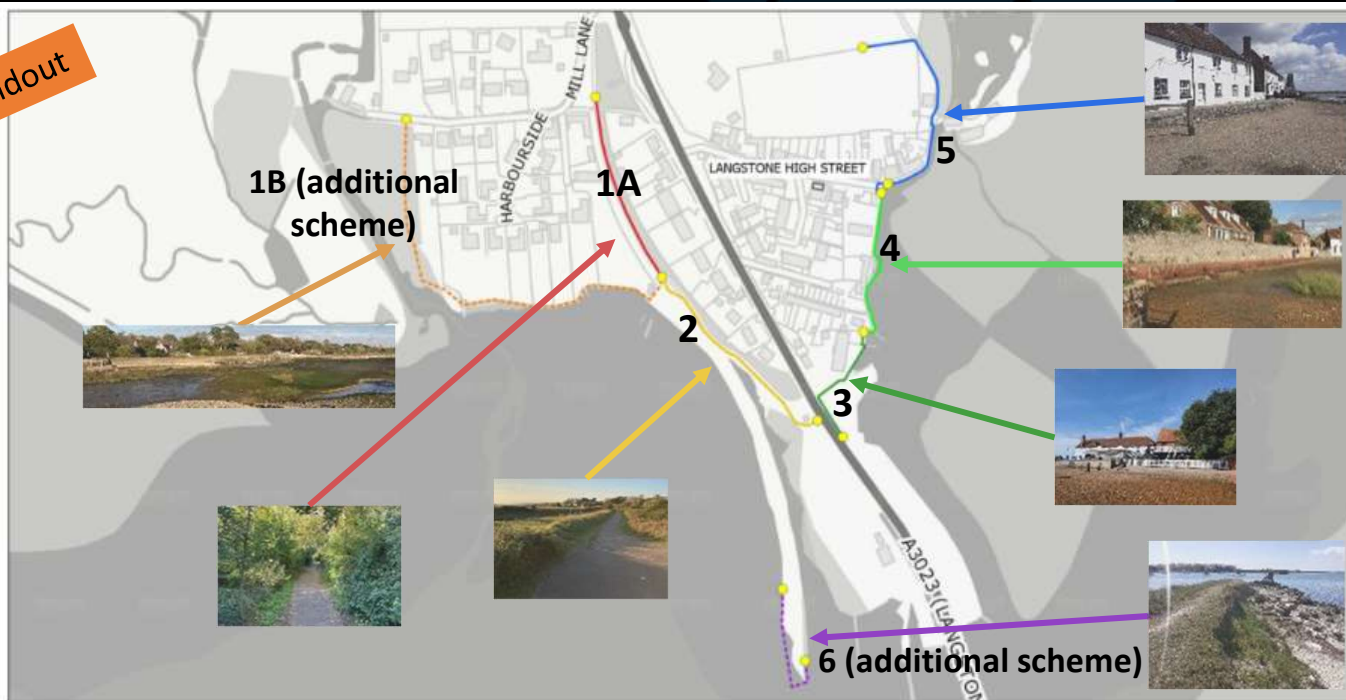 ndout
MILL LANE
HARBOURSIDE
1B (additional
scheme)
1A
LANGSTONE HIGH STREET
5
4
2
3
A3023 (LANGSTON
6 (additional scheme)